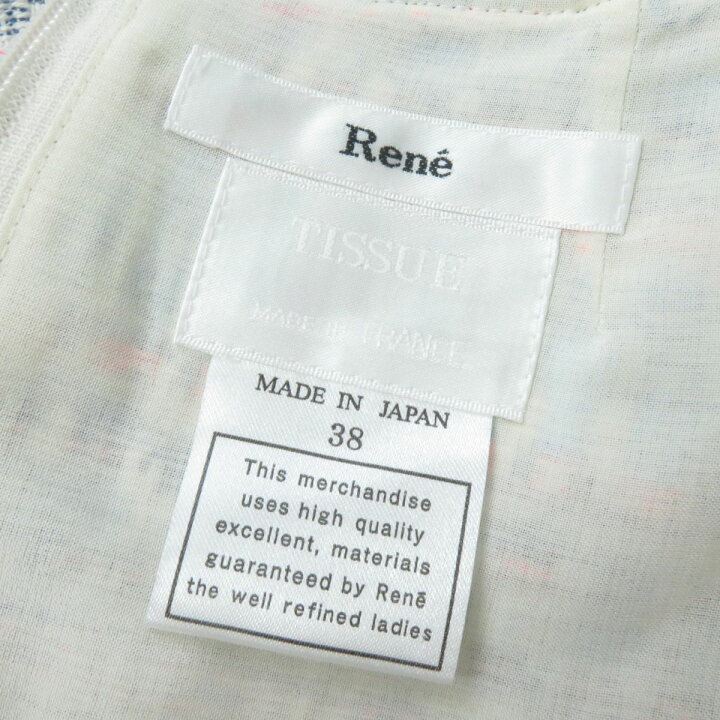 René
TISSUE
MADE IN FRANCE
MADE IN JAPAN
38
This merchandise
uses high quality
excellent, materials
guaranteed by Renē
the well refined ladies